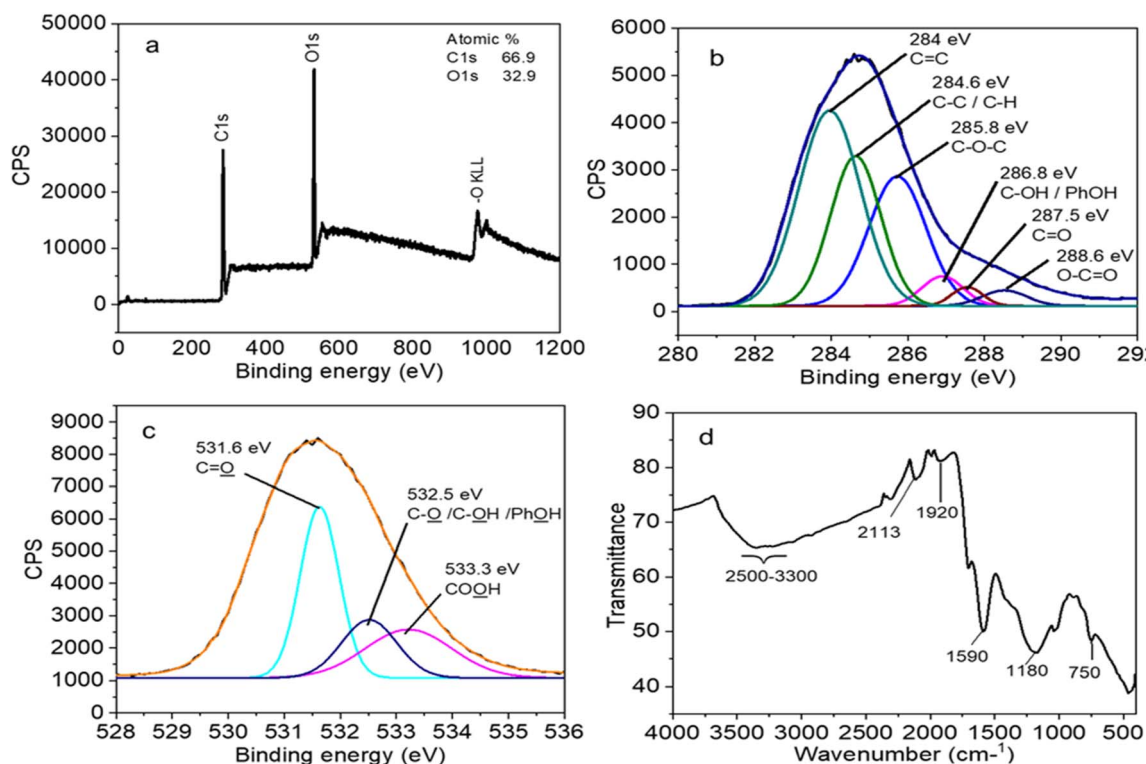 a
Atomic %
C1s 66.9
O1s 32.9
C1s
O1s
-O KLL
50000
40000
30000
20000
10000
0
CPS
0 200 400 600 800 1000 1200
Binding energy (eV)
b
284 eV
C=C
284.6 eV
C-C / C-H
285.8 eV
C-O-C
286.8 eV
C-OH / PhOH
287.5 eV
C=O
288.6 eV
O-C=O
6000
5000
4000
3000
2000
1000
0
CPS
280 282 284 286 288 290 292
Binding energy (eV)
c
531.6 eV
C=O
532.5 eV
C-O /C-OH /PhOH
533.3 eV
COOH
9000
8000
7000
6000
5000
4000
3000
2000
1000
0
CPS
528 529 530 531 532 533 534 535 536
Binding energy (eV)
d
90
80
70
60
50
40
Transmittance
2500-3300
2113
1920
1590
1180
750
4000 3500 3000 2500 2000 1500 1000 500
Wavenumber (cm-¹)